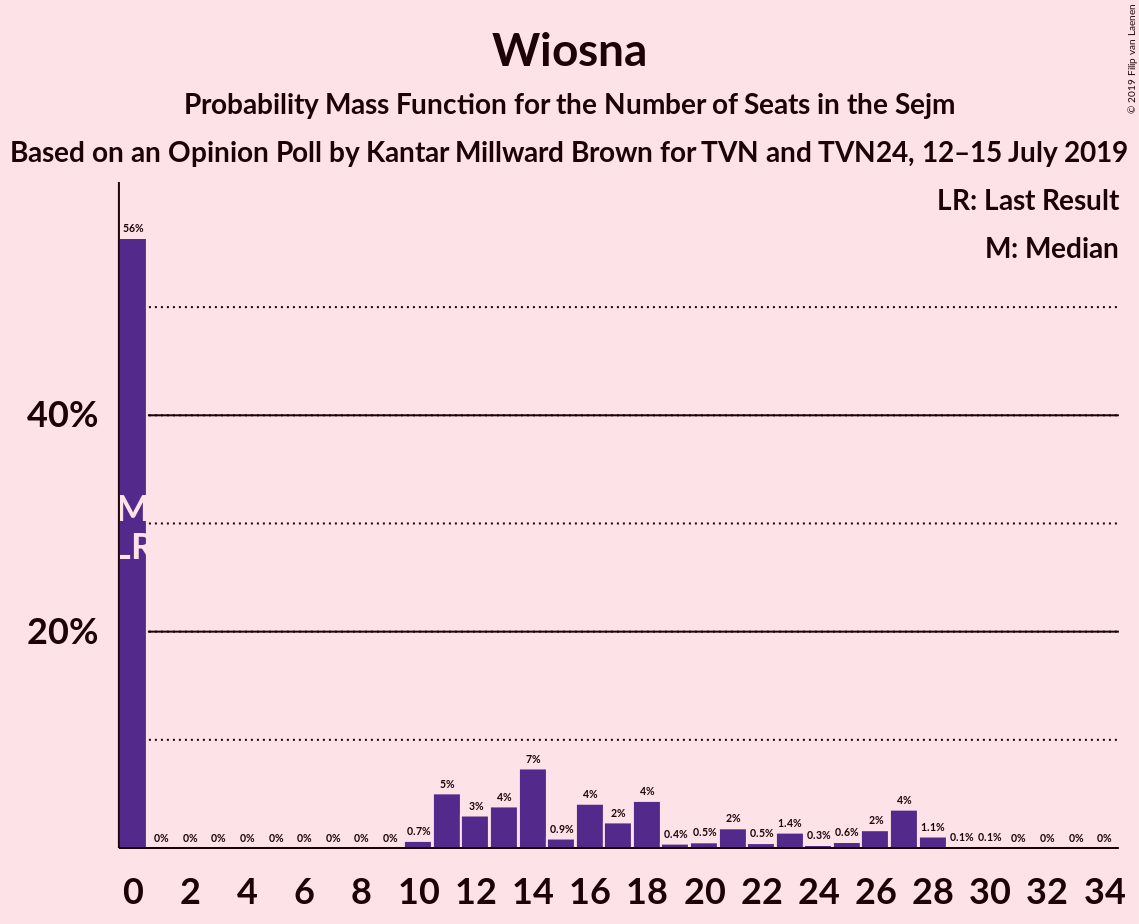 Wiosna
Probability Mass Function for the Number of Seats in the Sejm
Based on an Opinion Poll by Kantar Millward Brown for TVN and TVN24, 12–15 July 2019
© 2019 Filip van Laenen
LR: Last Result
M: Median
56%
40%
M
LR
20%
0% 0% 0% 0% 0% 0% 0% 0% 0% 0.7% 5% 3% 4% 7% 0.9% 4% 2% 4% 0.4% 0.5% 2% 0.5% 1.4% 0.3% 0.6% 2% 4% 1.1% 0.1% 0.1% 0% 0% 0% 0%
0 2 4 6 8 10 12 14 16 18 20 22 24 26 28 30 32 34